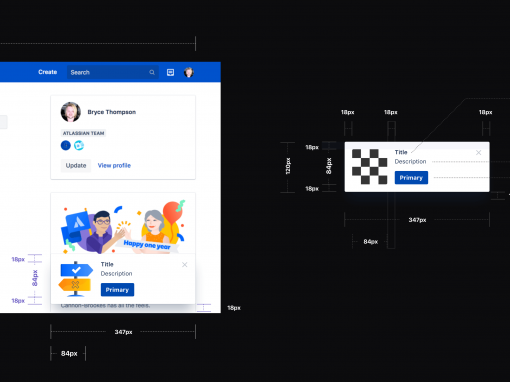 Create
Search
Bryce Thompson
ATLASSIAN TEAM
Update
View profile
Happy one year
Title
Description
Primary
Cannon-Brookes has all the feels.
18px
84px
18px
18px
347px
84px
18px
18px
18px
18px
84px
120px
18px
Title
Description
Primary
347px
84px